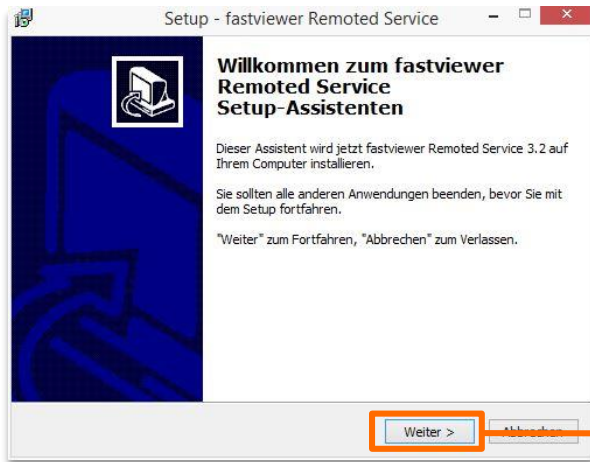 Setup - fastviewer Remoted Service
Willkommen zum fastviewer
Remoted Service
Setup-Assistenten
Dieser Assistent wird jetzt fastviewer Remoted Service 3.2 auf
Ihrem Computer installieren.
Sie sollten alle anderen Anwendungen beenden, bevor Sie mit
dem Setup fortfahren.
"Weiter" zum Fortfahren, "Abbrechen" zum Verlassen.
Weiter >
Abbrechen